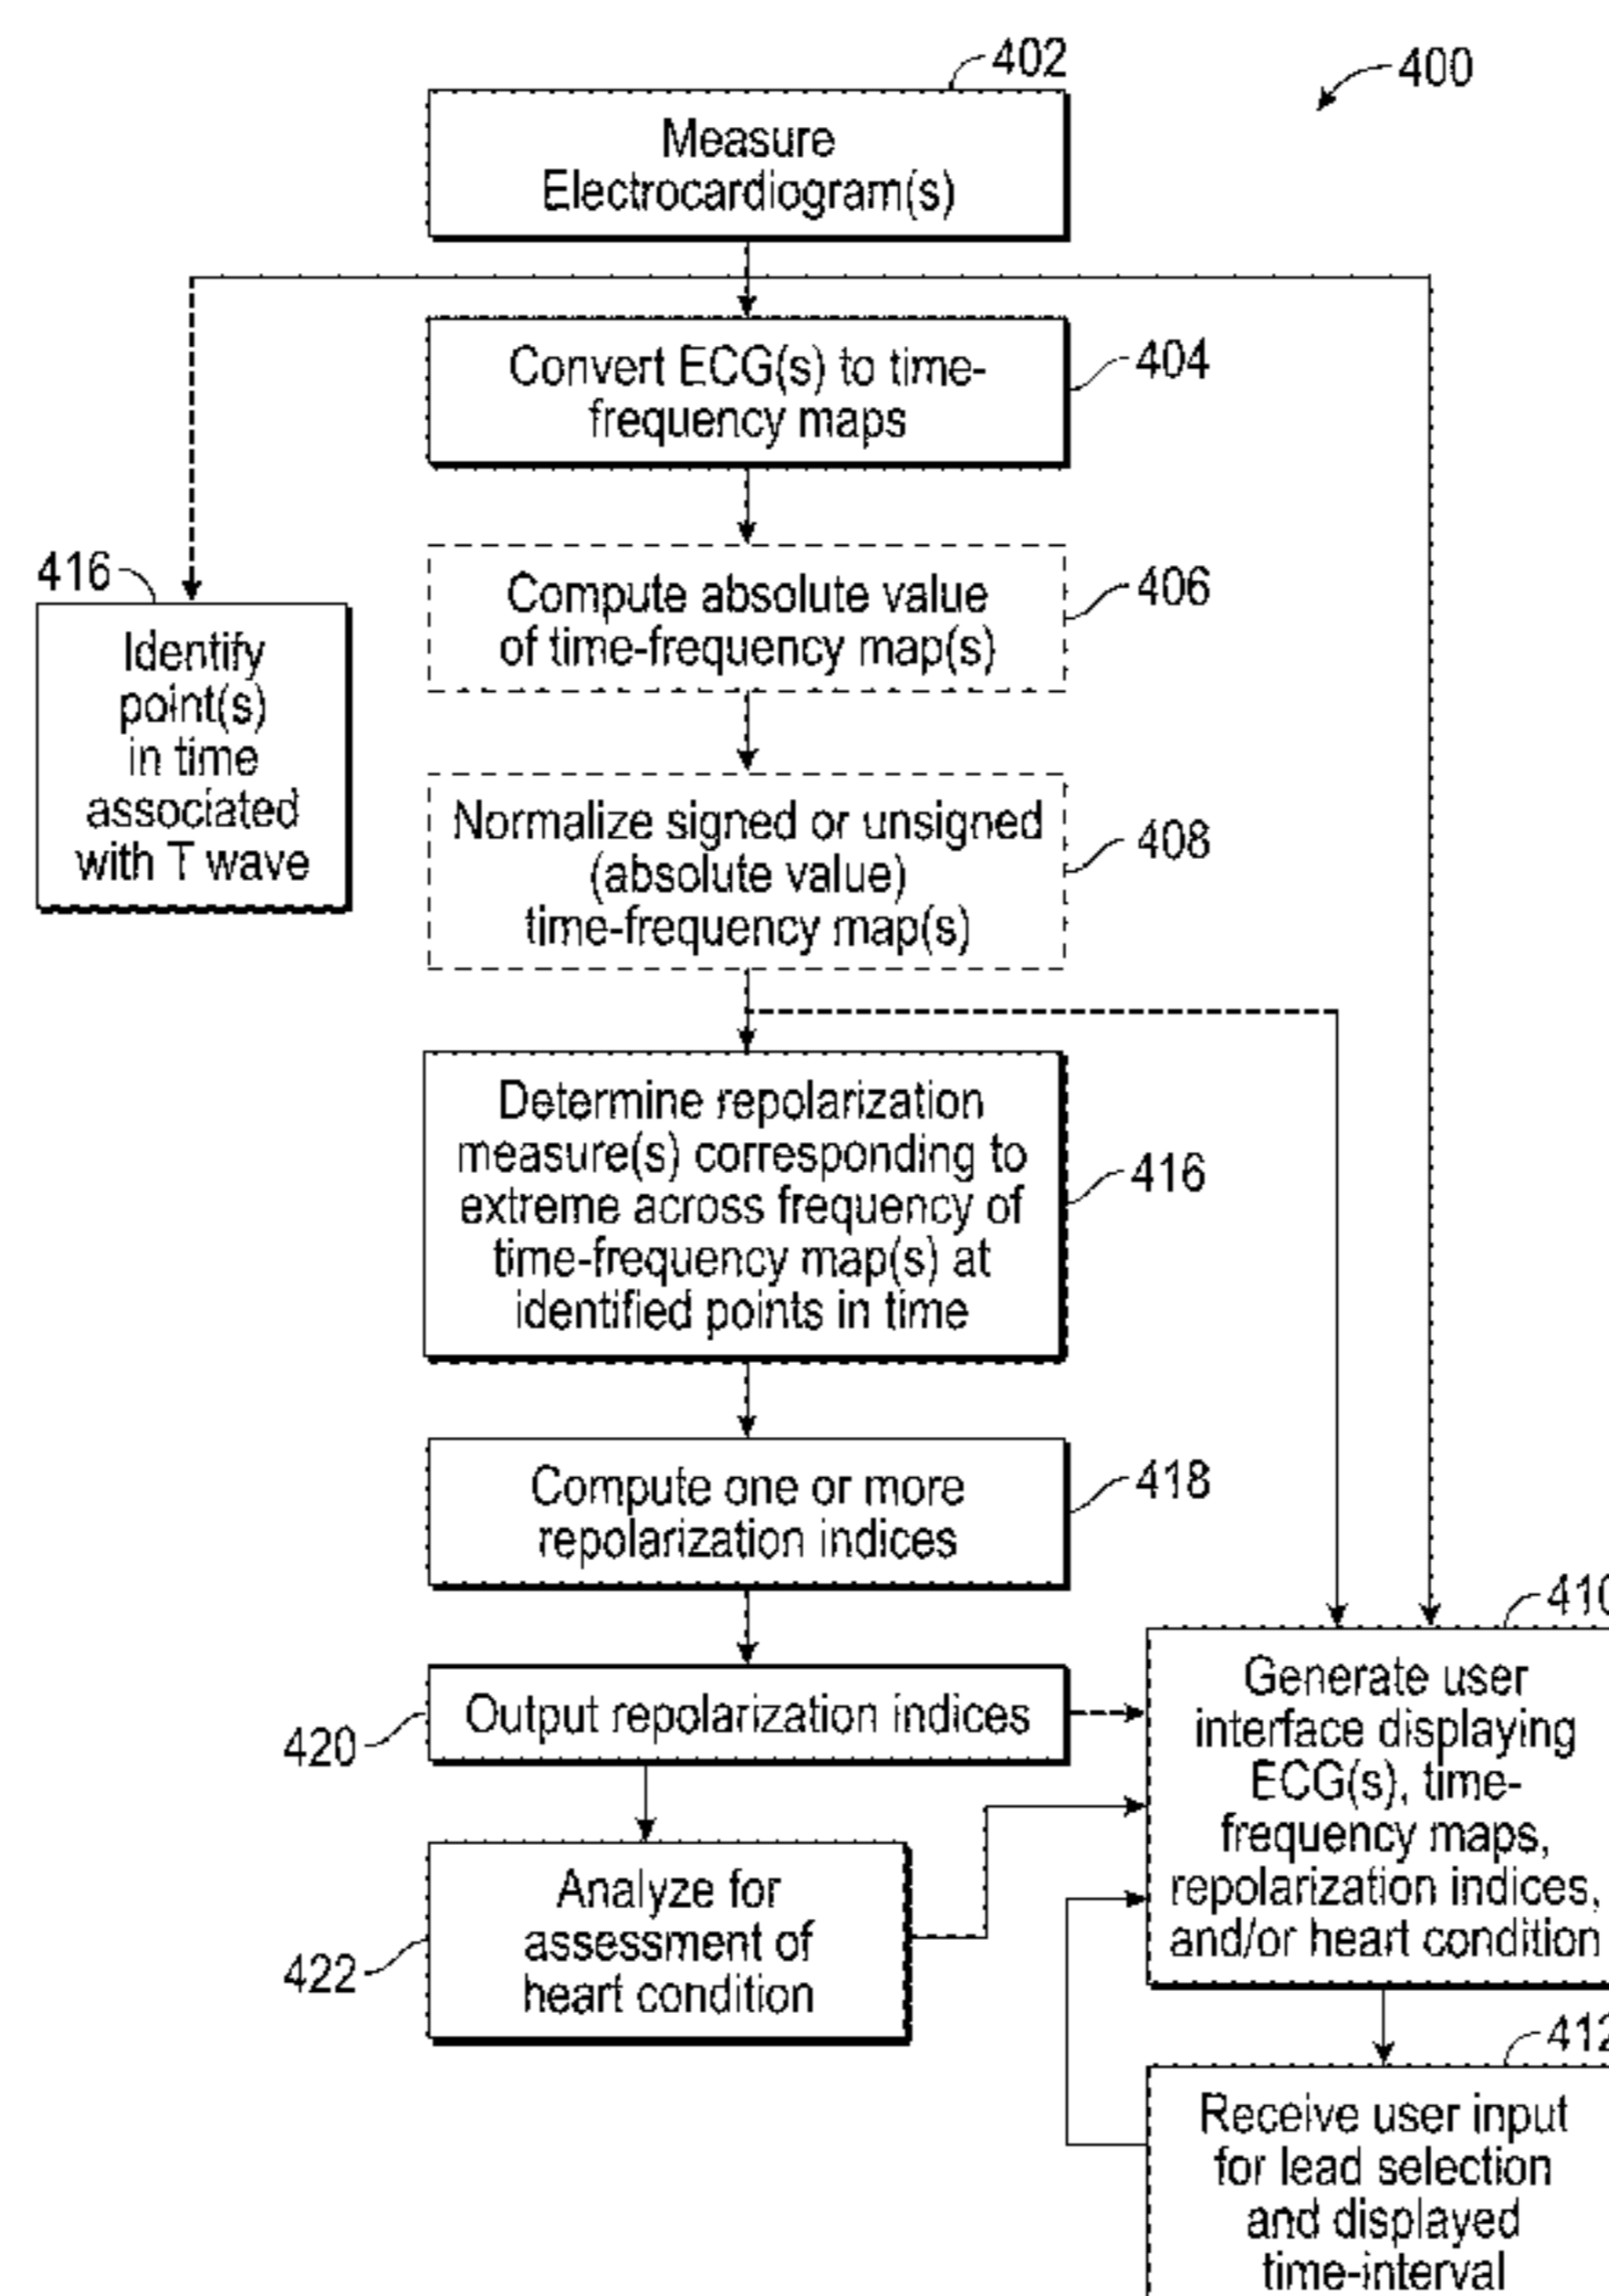 402
400
Measure
Electrocardiogram(s)
Convert ECG(s) to time-
frequency maps
404
416
Identify
point(s)
in time
associated
with T wave
Compute absolute value
of time-frequency map(s)
406
Normalize signed or unsigned
(absolute value)
time-frequency map(s)
408
Determine repolarization
measure(s) corresponding to
extreme across frequency of
time-frequency map(s) at
identified points in time
416
Compute one or more
repolarization indices
418
Output repolarization indices
420
Analyze for
assessment of
heart condition
422
410
Generate user
interface displaying
ECG(s), time-
frequency maps,
repolarization indices,
and/or heart condition
412
Receive user input
for lead selection
and displayed
time-interval